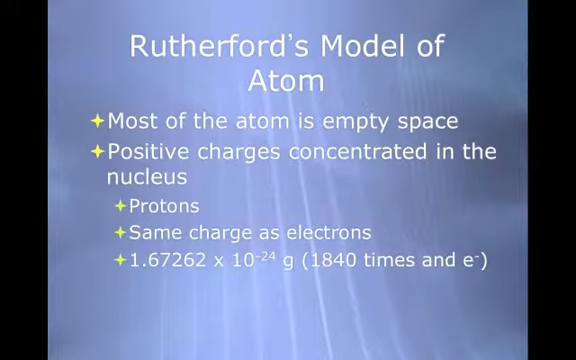 Rutherford's Model of
Atom
Most of the atom is empty space
Positive charges concentrated in the
nucleus
Protons
Same charge as electrons
1.67262 x 10⁻²⁴ g (1840 times and e⁻)